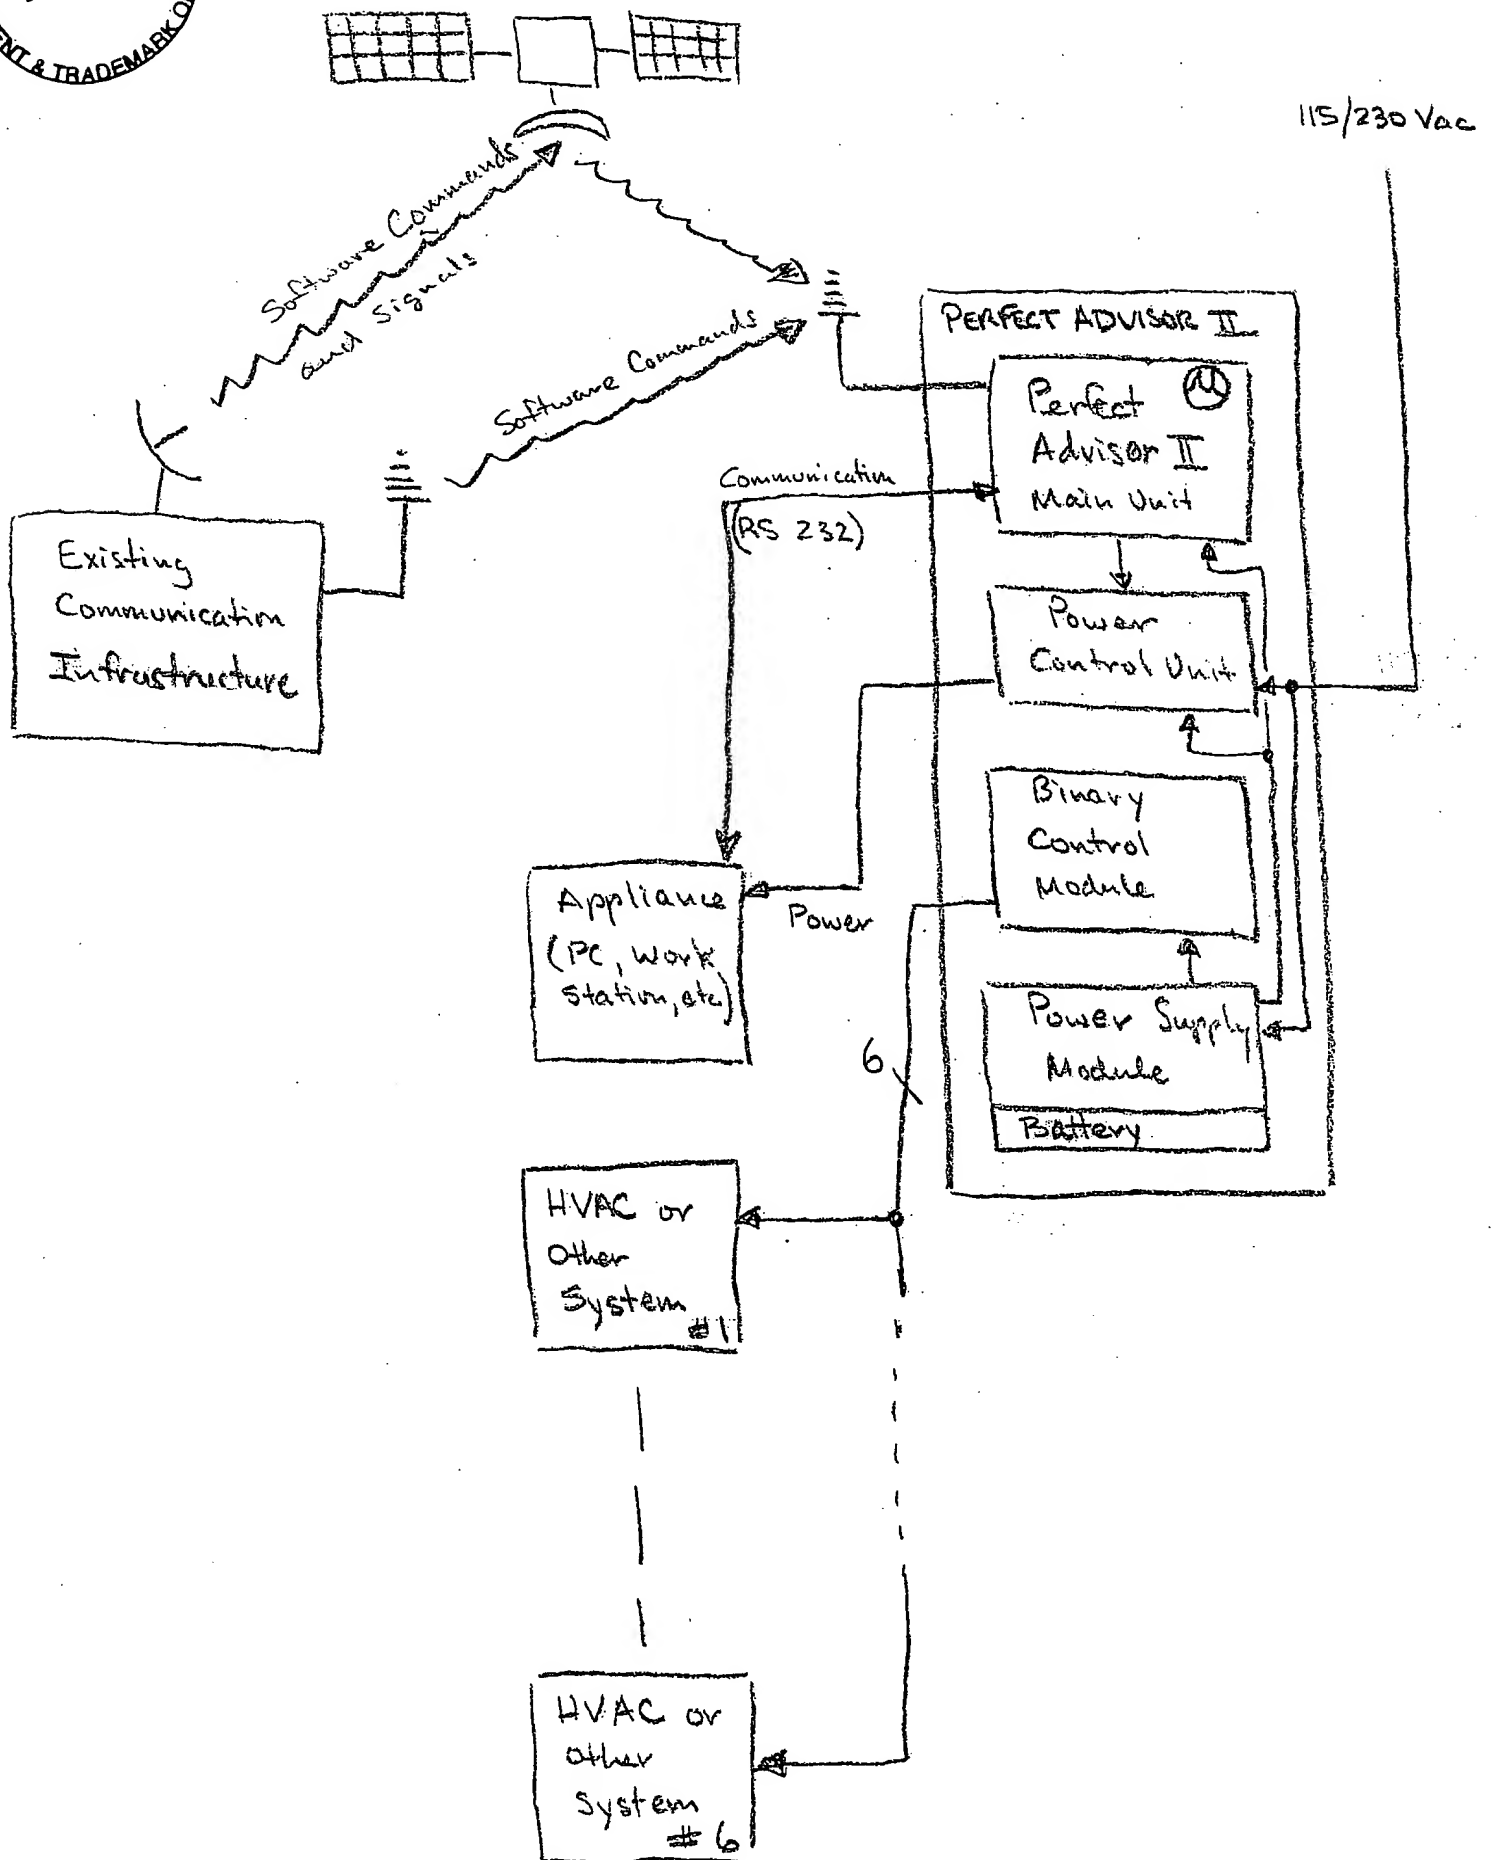 ENT & TRADEMARK O
115/230 Vac
Software Commands
and Signals
Software Commands
PERFECT ADVISOR II
Perfect
Advisor II
Main Unit
Communication
(RS 232)
Existing
Communication
Infrastructure
Power
Control Unit
Binary
Control
Module
Appliance
(PC, Work
Station, etc)
Power
Power Supply
Module
Battery
6
HVAC or
Other
System
#1
HVAC or
Other
System
#6